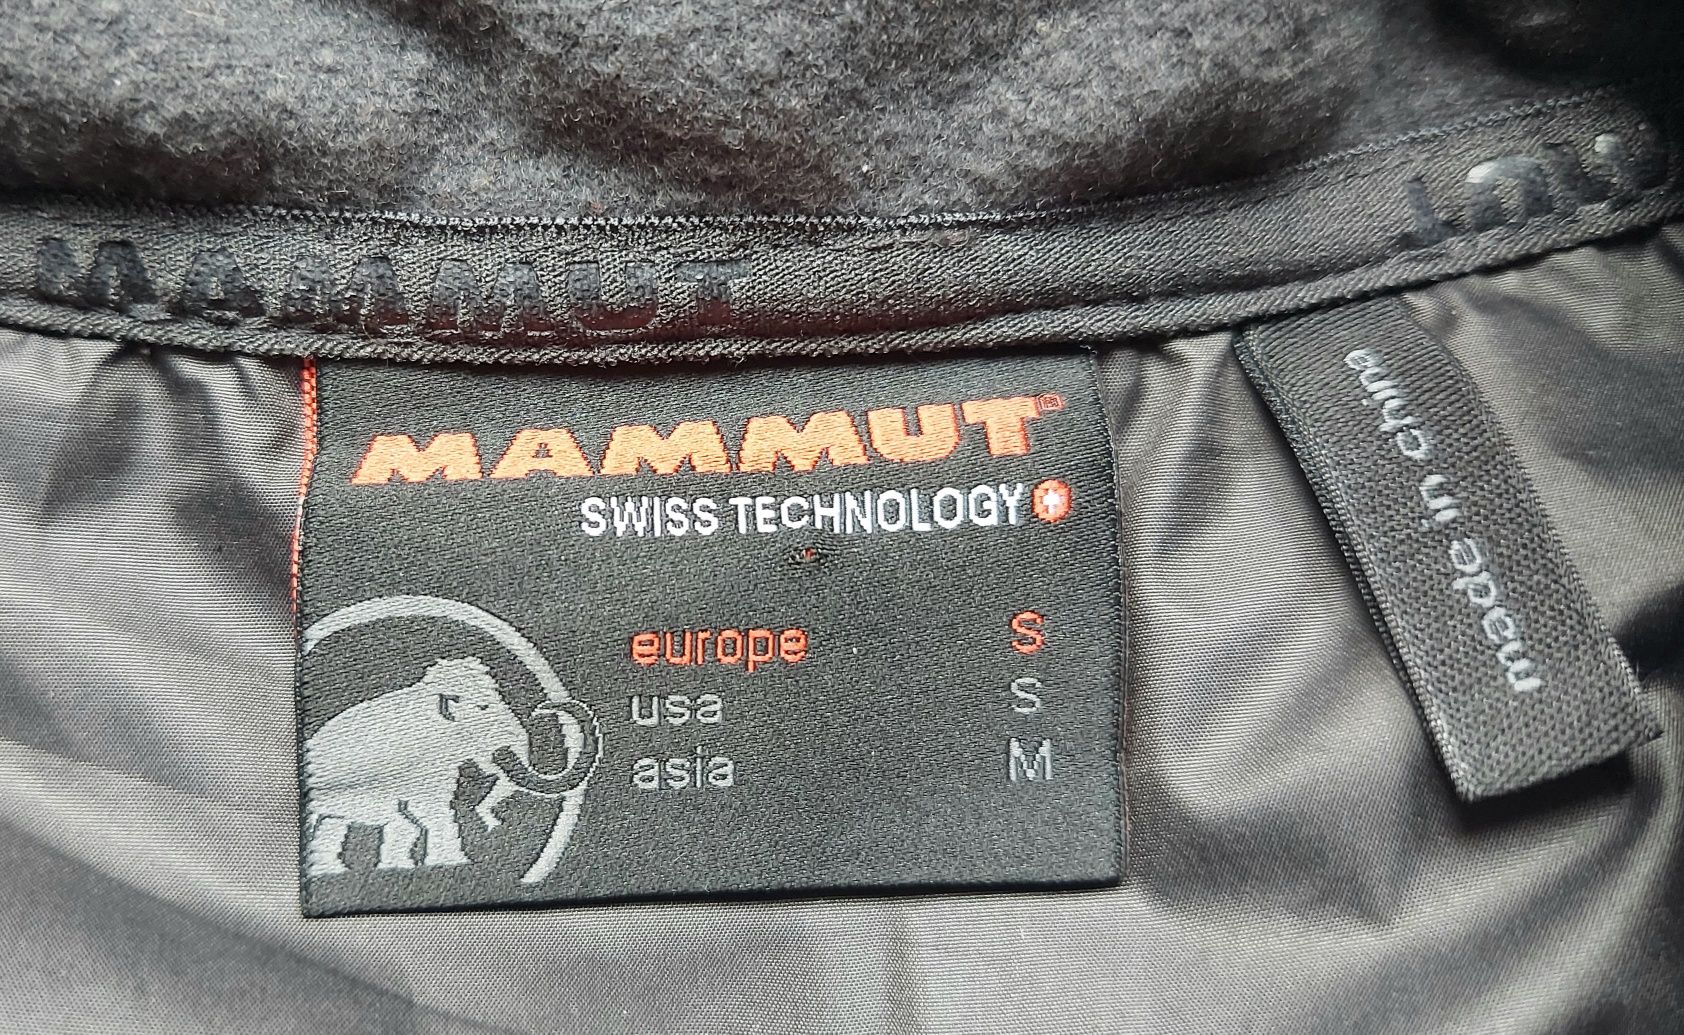 MAMMUT
MAMMUT®
SWISS TECHNOLOGY
europe S
usa S
asia M
made in china